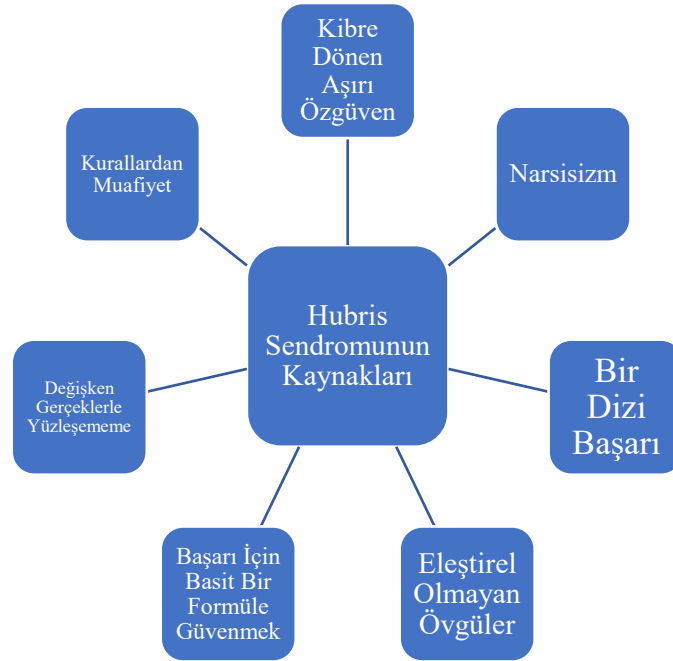 Kibre
Dönen
Aşırı
Özgüven
Narsisizm
Bir
Dizi
Başarı
Eleştirel
Olmayan
Övgüler
Başarı İçin
Basit Bir
Formüle
Güvenmek
Değişken
Gerçeklerle
Yüzleşememe
Kurallardan
Muafiyet
Hubris
Sendromunun
Kaynakları